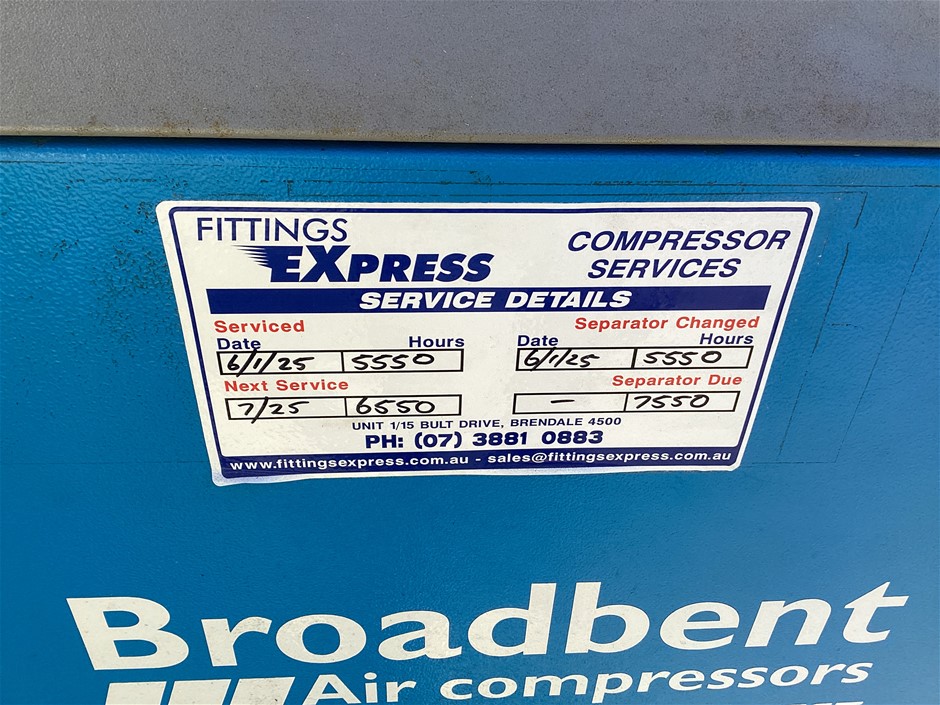 FITTINGS
EXPRESS
COMPRESSOR
SERVICES
SERVICE DETAILS
Serviced
Date Hours
6/1/25 5550
Separator Changed
Date Hours
6/1/25 5550
Next Service
7/25 6550
Separator Due
- 7550
UNIT 1/15 BULT DRIVE, BRENDALE 4500
PH: (07) 3881 0883
www.fittingsexpress.com.au - sales@fittingsexpress.com.au
Broadbent
Air compressors